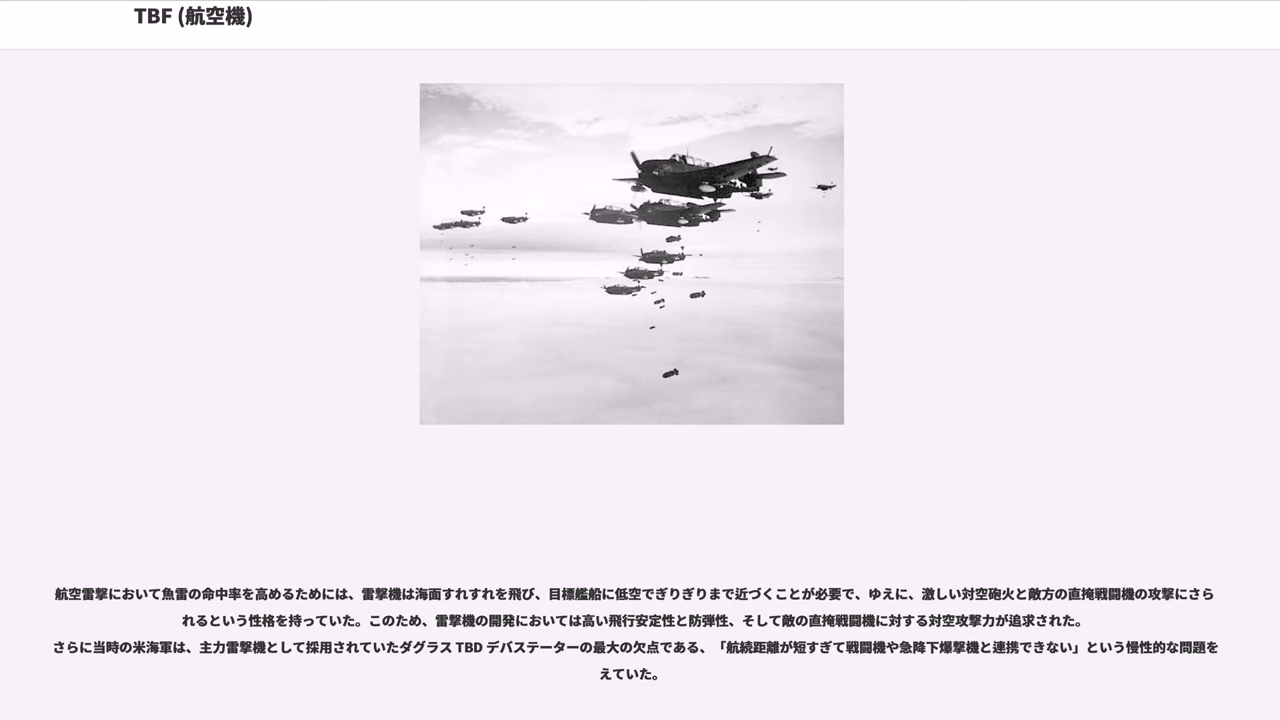 TBF (航空機)
航空雷撃において魚雷の命中率を高めるためには、雷撃機は海面すれすれを飛び、目標艦船に低空でぎりぎりまで近づくことが必要で、ゆえに、激しい対空砲火と敵方の直掩戦闘機の攻撃にさら
れるという性格を持っていた。このため、雷撃機の開発においては高い飛行安定性と防弾性、そして敵の直掩戦闘機に対する対空攻撃力が追求された。
さらに当時の米海軍は、主力雷撃機として採用されていたダグラス TBD デバステーターの最大の欠点である、「航続距離が短すぎて戦闘機や急降下爆撃機と連携できない」という慢性的な問題を
えていた。